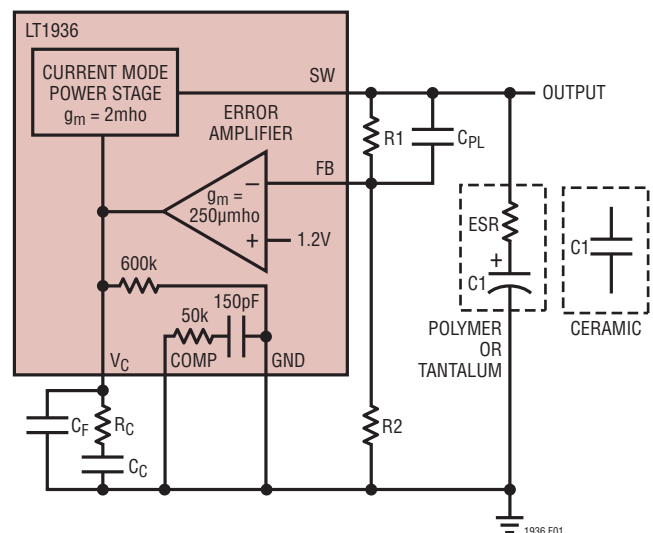 LT1936
CURRENT MODE
POWER STAGE
gm = 2mho
SW
OUTPUT
ERROR
AMPLIFIER
R1
CPL
FB
–
gm =
250µmho
+
1.2V
ESR
+
C1
C1
600k
50k
150pF
POLYMER
OR
TANTALUM
CERAMIC
VC
COMP
GND
CF
RC
R2
CC
1936 F01